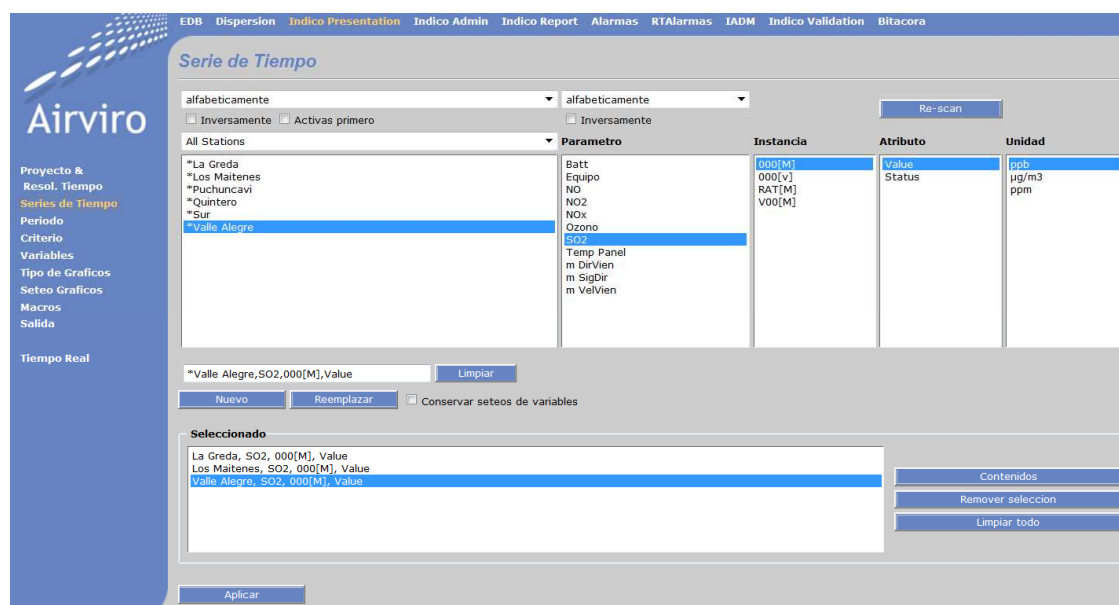 EDB Dispersion Indico Presentation Indico Admin Indico Report Alarmas RTAlarmas IADM Indico Validation Bitacora
Airviro
Proyecto &
Resol. Tiempo
Series de Tiempo
Periodo
Criterio
Variables
Tipo de Graficos
Seteo Graficos
Macros
Salida
Tiempo Real
Serie de Tiempo
alfabeticamente alfabeticamente
Inversamente Activas primero Inversamente
Re-scan
All Stations Parametro Instancia Atributo Unidad
*La Greda
*Los Maitenes
*Puchuncavi
*Quintero
*Sur
*Valle Alegre
Batt
Equipo
NO
NO2
NOx
Ozono
SO2
Temp Panel
m DirVien
m SigDir
m VelVien
000[M]
000[v]
RAT[M]
V00[M]
Value
Status
ppb
µg/m3
ppm
*Valle Alegre,SO2,000[M],Value Limpiar
Nuevo Reemplazar Conservar seteos de variables
Seleccionado
La Greda, SO2, 000[M], Value
Los Maitenes, SO2, 000[M], Value
Valle Alegre, SO2, 000[M], Value
Contenidos
Remover seleccion
Limpiar todo
Aplicar